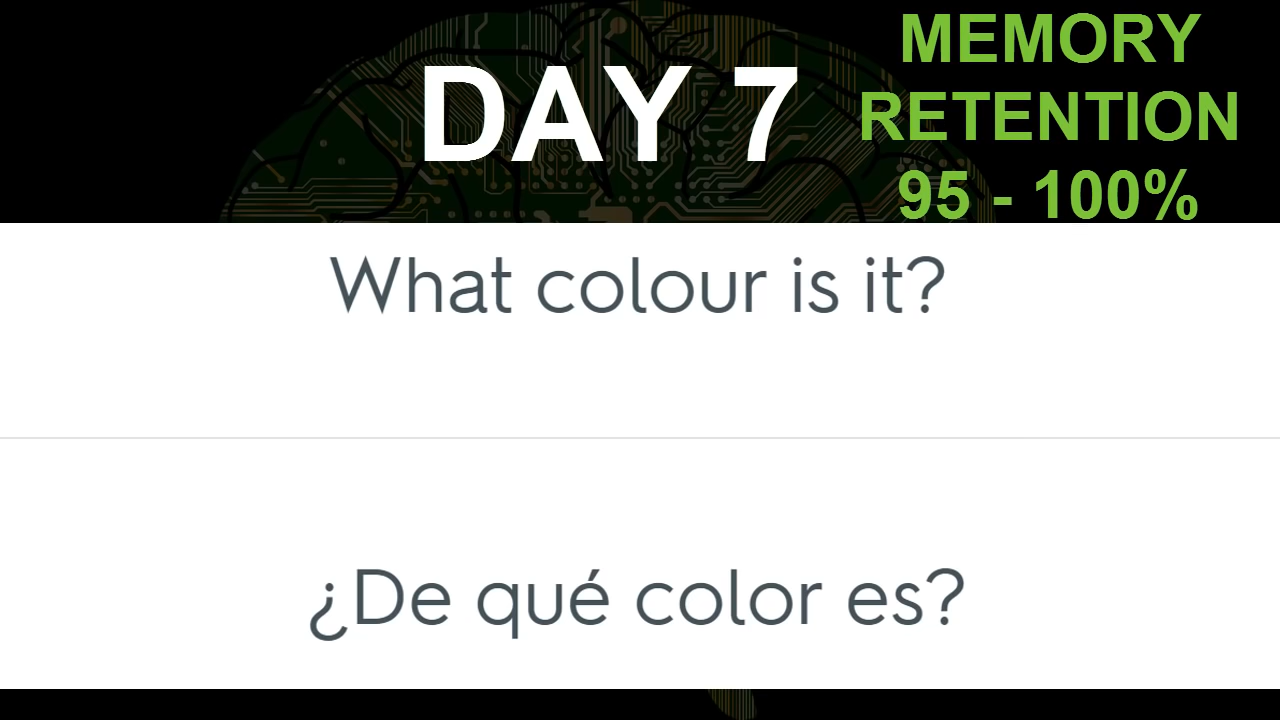 DAY 7
MEMORY
RETENTION
95 - 100%
What colour is it?
¿De qué color es?